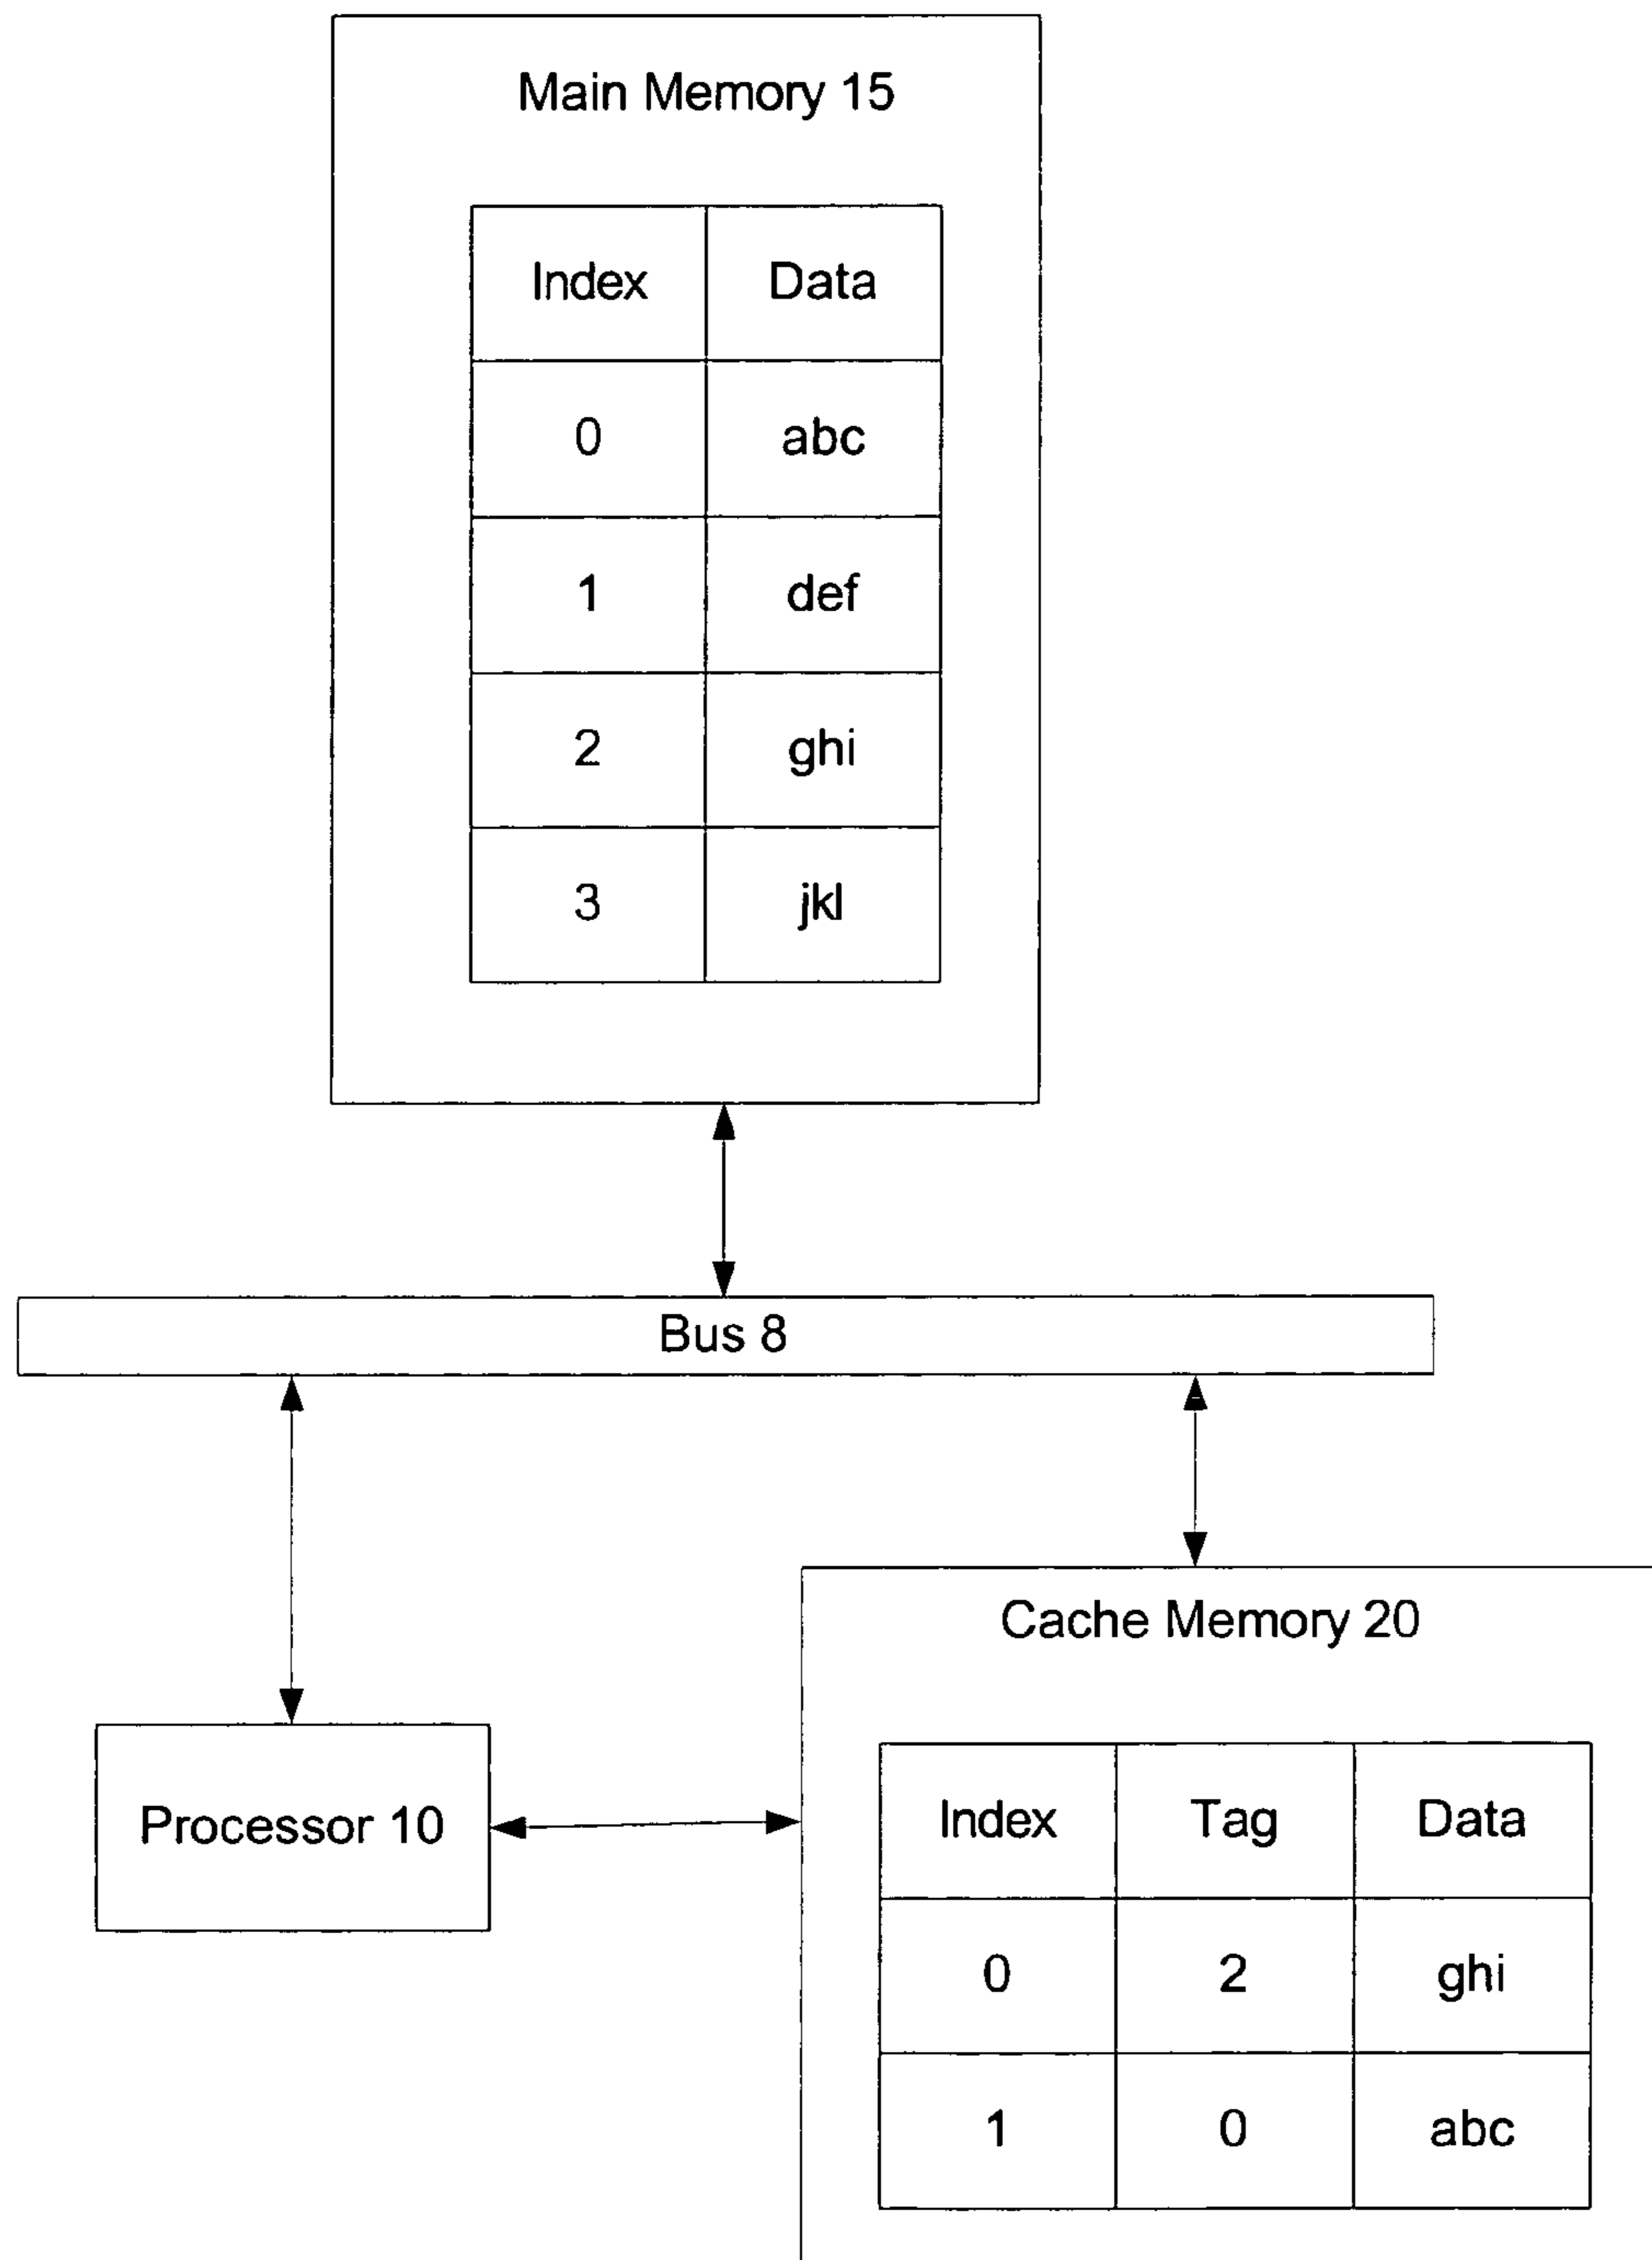 Main Memory 15
Index Data
0 abc
1 def
2 ghi
3 jkl
Bus 8
Processor 10
Cache Memory 20
Index Tag Data
0 2 ghi
1 0 abc